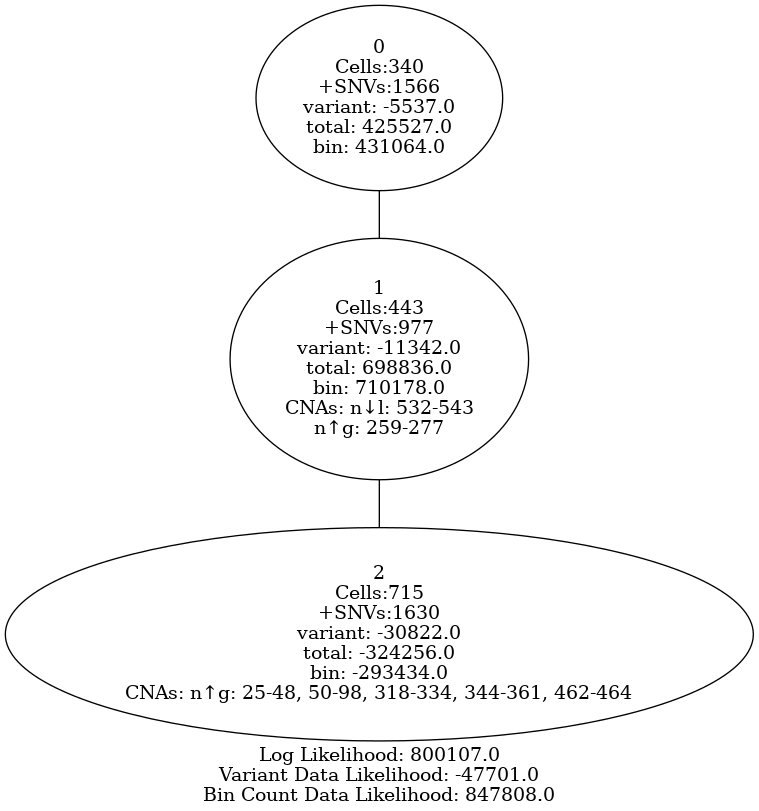 0
Cells:340
+SNVs:1566
variant: -5537.0
total: 425527.0
bin: 431064.0
1
Cells:443
+SNVs:977
variant: -11342.0
total: 698836.0
bin: 710178.0
CNAs: n↓l: 532-543
n↑g: 259-277
2
Cells:715
+SNVs:1630
variant: -30822.0
total: -324256.0
bin: -293434.0
CNAs: n↑g: 25-48, 50-98, 318-334, 344-361, 462-464
Log Likelihood: 800107.0
Variant Data Likelihood: -47701.0
Bin Count Data Likelihood: 847808.0